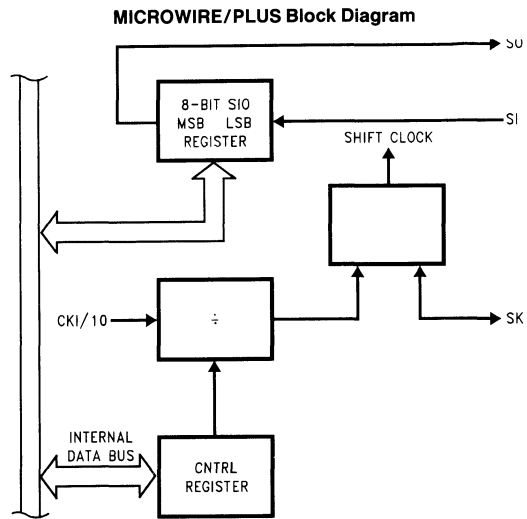 MICROWIRE/PLUS Block Diagram
SO
8-BIT SIO
MSB LSB
REGISTER
SI
SHIFT CLOCK
CKI/10
÷
SK
INTERNAL
DATA BUS
CNTRL
REGISTER